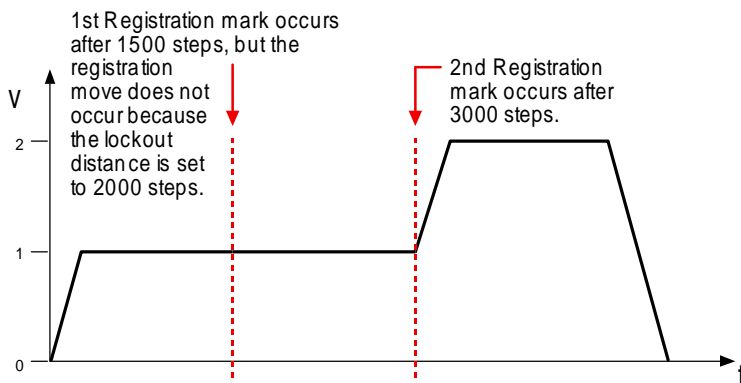 1st Registration mark occurs
after 1500 steps, but the
registration
move does not
occur because
the lockout
distance is set
to 2000 steps.
2nd Registration
mark occurs after
3000 steps.
V
2
1
0
t